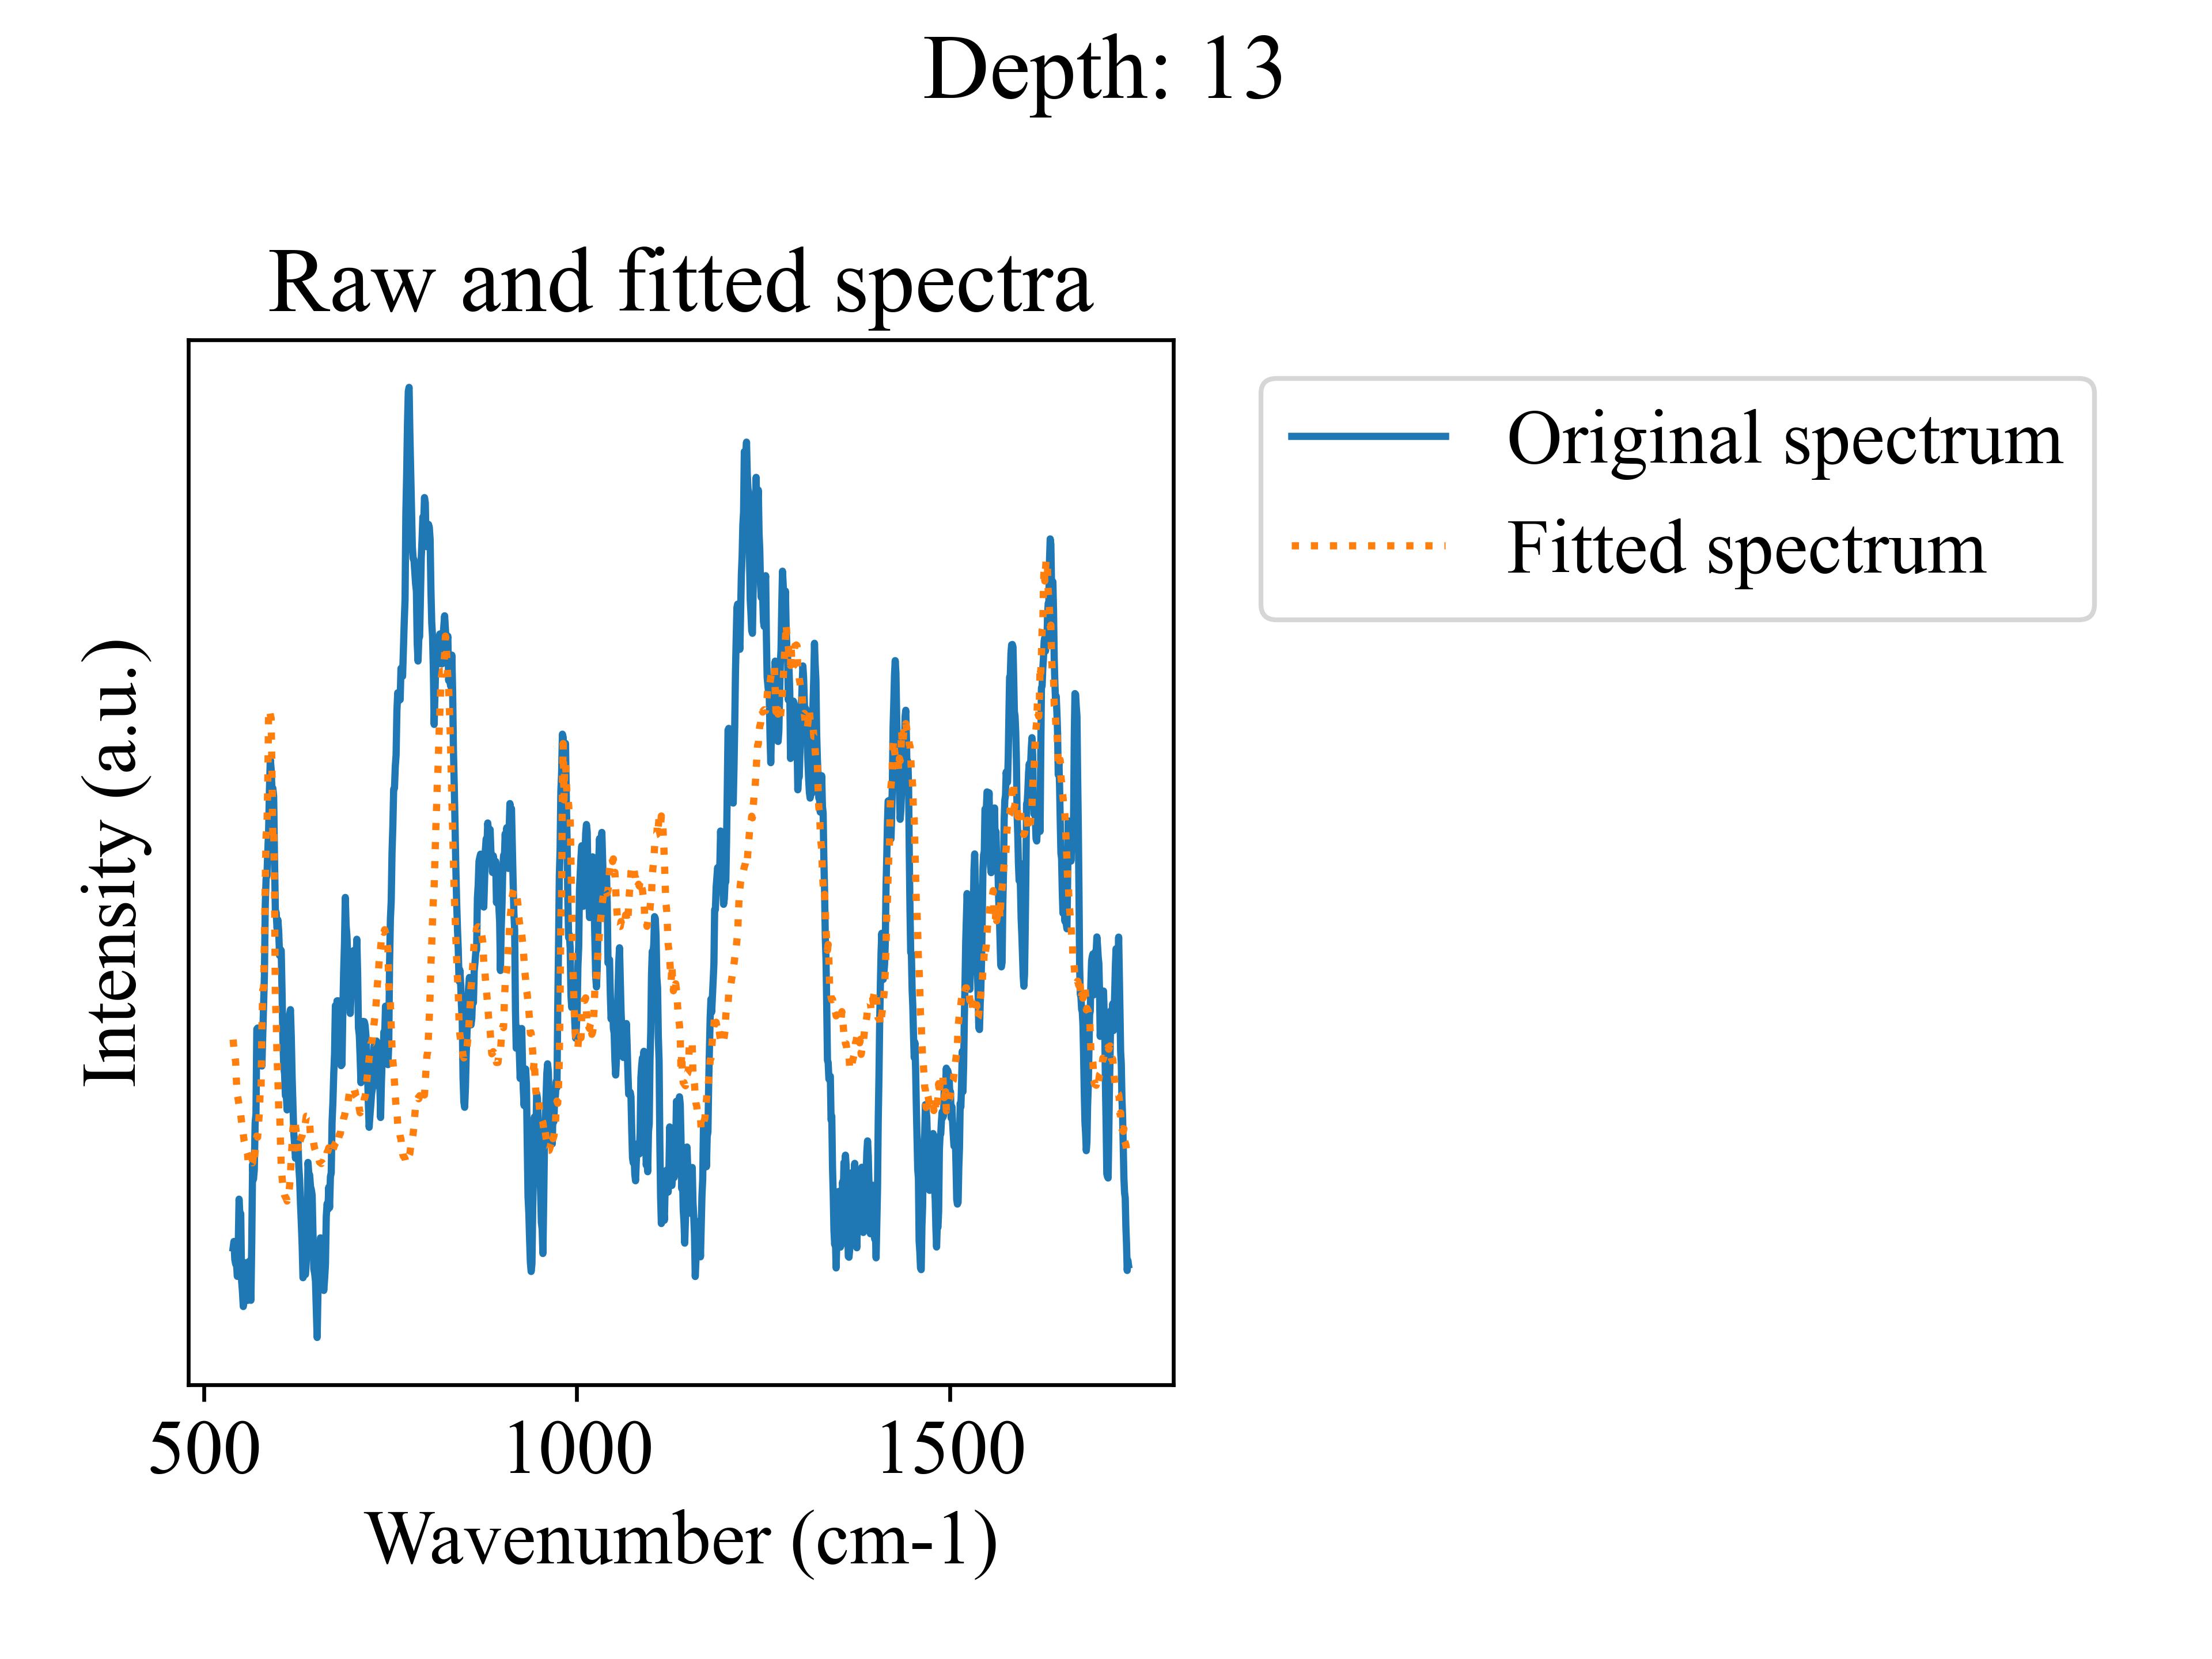 Depth: 13
Raw and fitted spectra
Original spectrum
Fitted spectrum
Intensity (a.u.)
500 1000 1500
Wavenumber (cm-1)